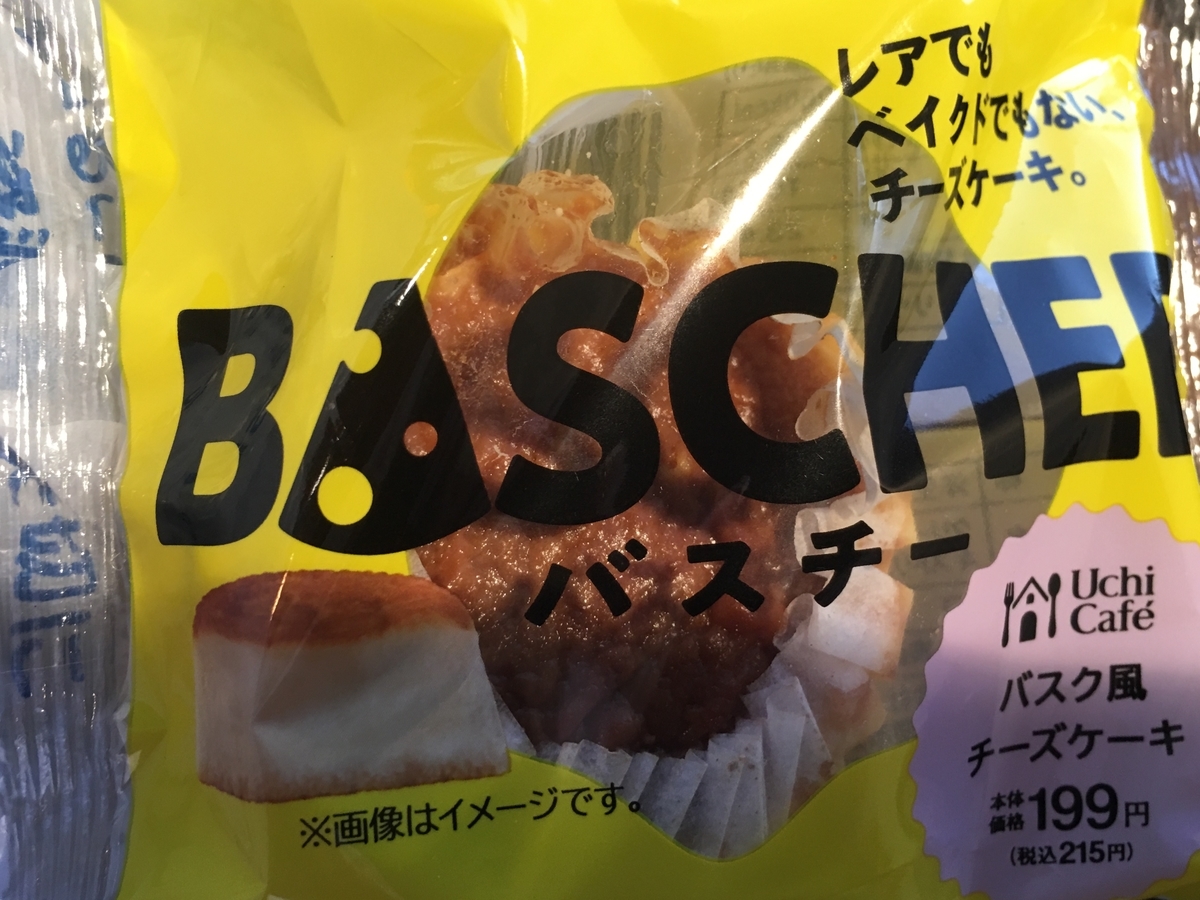 レアでも
ベイクドでもない、
チーズケーキ。
BASCHEE
バスチー
Uchi
Café
バスク風
チーズケーキ
本体
価格 199円
(税込215円)
※画像はイメージです。